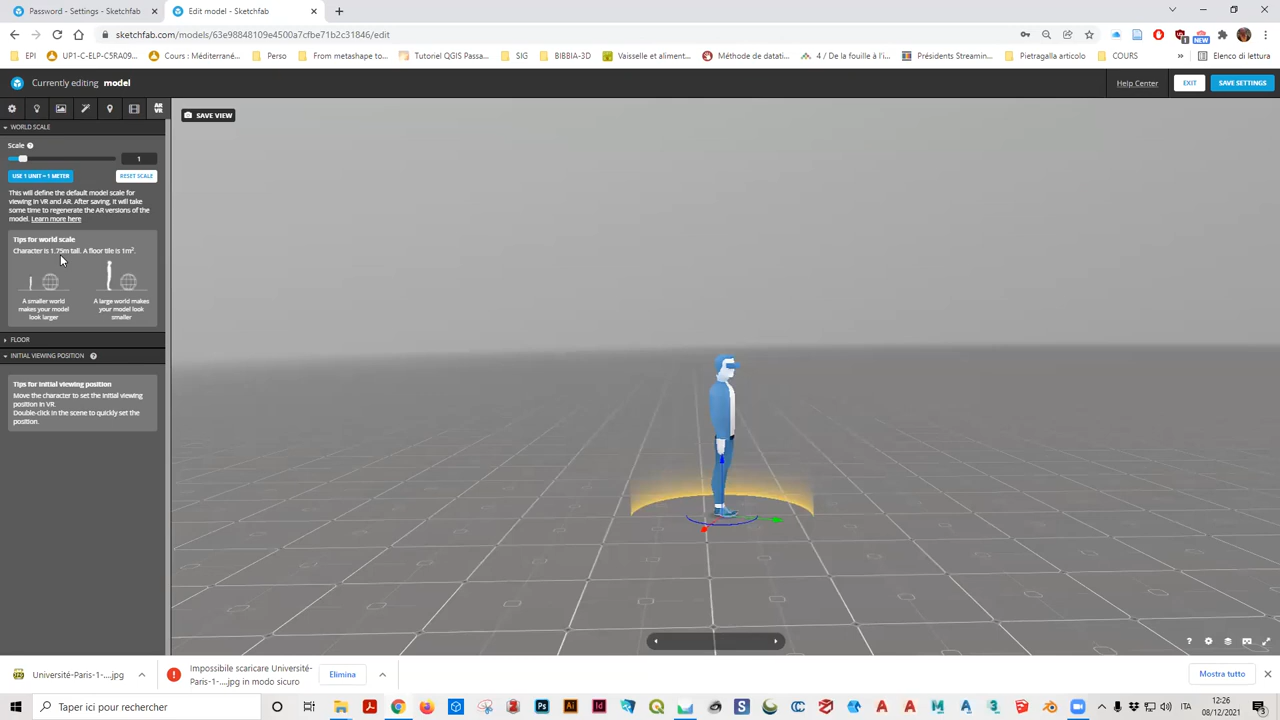 Password - Settings - Sketchfab
Edit model - Sketchfab
sketchfab.com/models/63e98848109e4500a7cfbe71b2c31846/edit
EPI
UP1-C-ELP-C5RA09...
Cours : Méditerrané...
Perso
From metashape to...
Tutoriel QGIS Passa...
SIG
BIBBIA-3D
Vaisselle et aliment...
Méthode de datati...
4 / De la fouille à l'i...
Présidents Streamin...
Pietragalla articolo
COURS
»
Elenco di lettura
NEW
Currently editing model
Help Center
EXIT
SAVE SETTINGS
AR
VR
SAVE VIEW
WORLD SCALE
Scale ?
1
USE 1 UNIT = 1 METER
RESET SCALE
This will define the default model scale for
viewing in VR and AR. After saving, it will take
some time to regenerate the AR versions of the
model. Learn more here
Tips for world scale
Character is 1.75m tall. A floor tile is 1m².
A smaller world
makes your model
look larger
A large world makes
your model look
smaller
FLOOR
INITIAL VIEWING POSITION ?
Tips for initial viewing position
Move the character to set the initial viewing
position in VR.
Double-click in the scene to quickly set the
position.
Université-Paris-1-....jpg
Impossibile scaricare Université-
Paris-1-....jpg in modo sicuro
Elimina
Mostra tutto
Taper ici pour rechercher
Ps
Ai
Id
ITA
12:26
08/12/2021